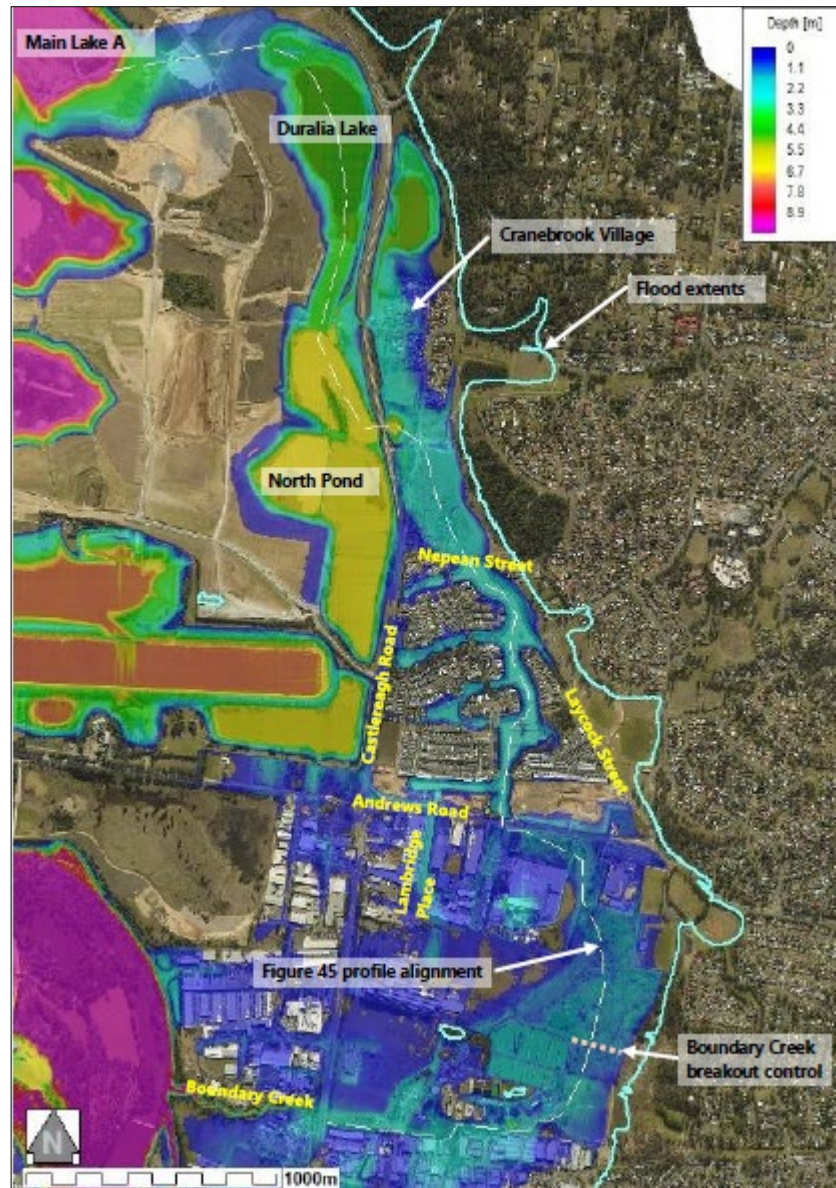 Main Lake A
Depth [m]
0
1.1
2.2
3.3
4.4
5.5
6.7
7.8
8.9
Duralia Lake
Cranebrook Village
Flood extents
North Pond
Nepean Street
Castlereagh Road
Laycock Street
Andrews Road
Lambridge
Place
Figure 45 profile alignment
Boundary Creek
breakout control
Boundary Creek
N
1000m